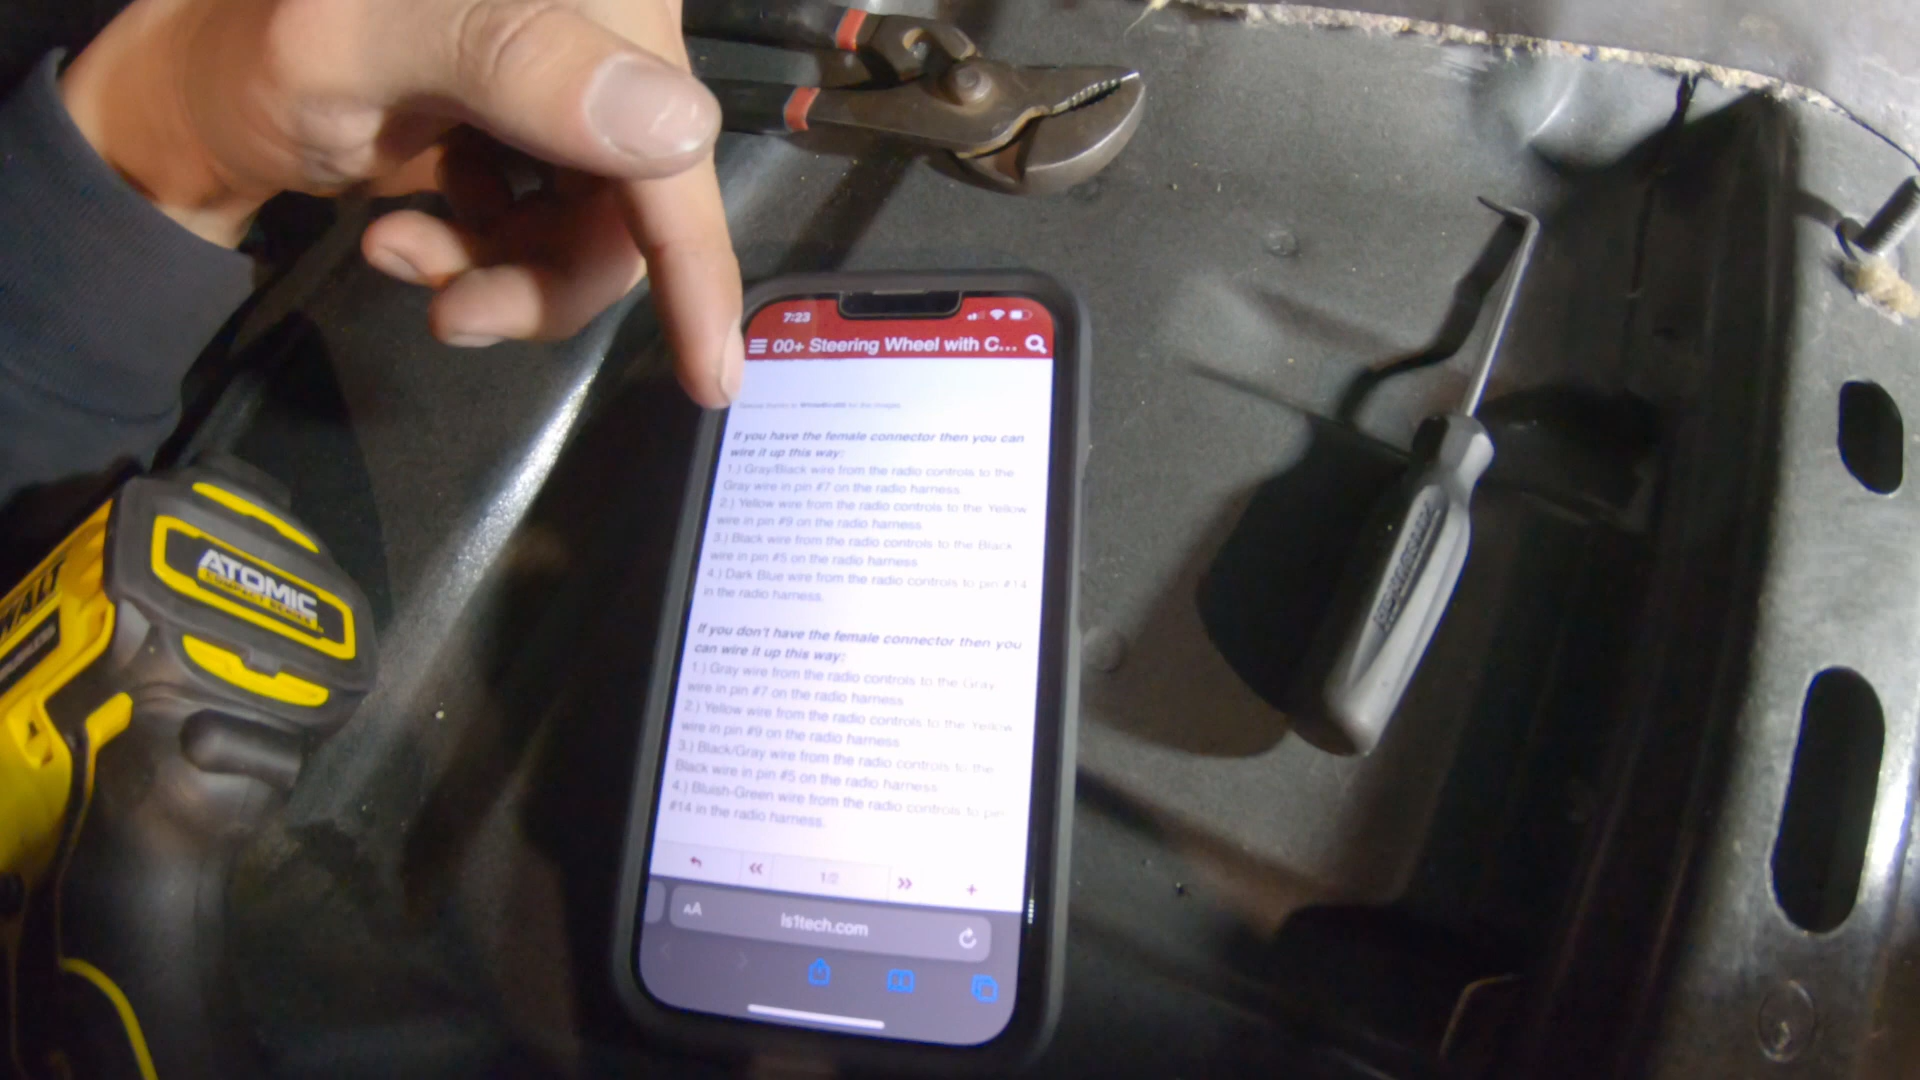 7:23
00+ Steering Wheel with C...
If you have the female connector then you can
wire it up this way:
1.) Gray/Black wire from the radio controls to the
Gray wire in pin #7 on the radio harness
2.) Yellow wire from the radio controls to the Yellow
wire in pin #9 on the radio harness
3.) Black wire from the radio controls to the Black
wire in pin #5 on the radio harness
4.) Dark Blue wire from the radio controls to pin #14
in the radio harness.
If you don't have the female connector then you
can wire it up this way:
1.) Gray wire from the radio controls to the Gray
wire in pin #7 on the radio harness
2.) Yellow wire from the radio controls to the Yellow
wire in pin #9 on the radio harness
3.) Black/Gray wire from the radio controls to the
Black wire in pin #5 on the radio harness
4.) Bluish-Green wire from the radio controls to pin
#14 in the radio harness.
1/2
AA
ls1tech.com
ATOMIC
COMPACT SERIES